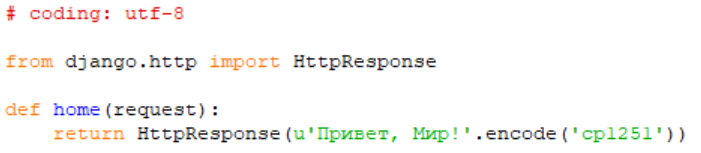 # coding: utf-8
from django.http import HttpResponse
def home(request):
return HttpResponse(u'Привет, Мир!'.encode('cp1251'))